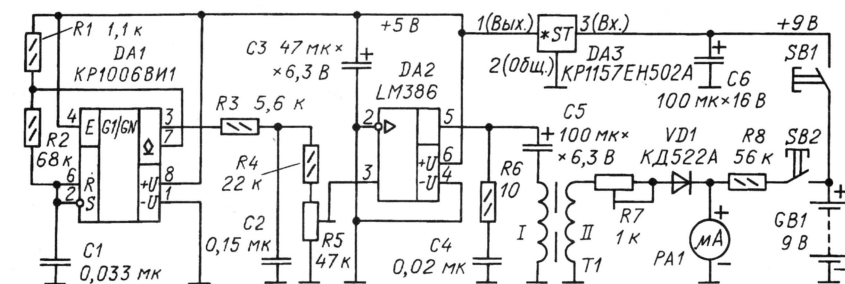 R1 1,1 к
DA1
КР1006ВИ1
4
E
G1/GN
3
7
R2
68 к
6
R
2
S
+U
-U
8
1
C1
0,033 мк
R3 5,6 к
C3 47 мк×
×6,3 В
+
R4
22 к
C2
0,15 мк
R5
47 к
+5 В
DA2
LM386
2
3
5
6
4
+U
-U
R6
10
C4
0,02 мк
1(Вых.)
*ST
3(Вх.)
2(Общ.)
DA3
КР1157ЕН502А
+
C6
100 мк×16 В
C5
+
100 мк×
×6,3 В
I
II
T1
R7
1 к
VD1
КД522А
R8
56 к
PA1
μA
+
−
+9 В
SB1
SB2
GB1
9 В
+
−